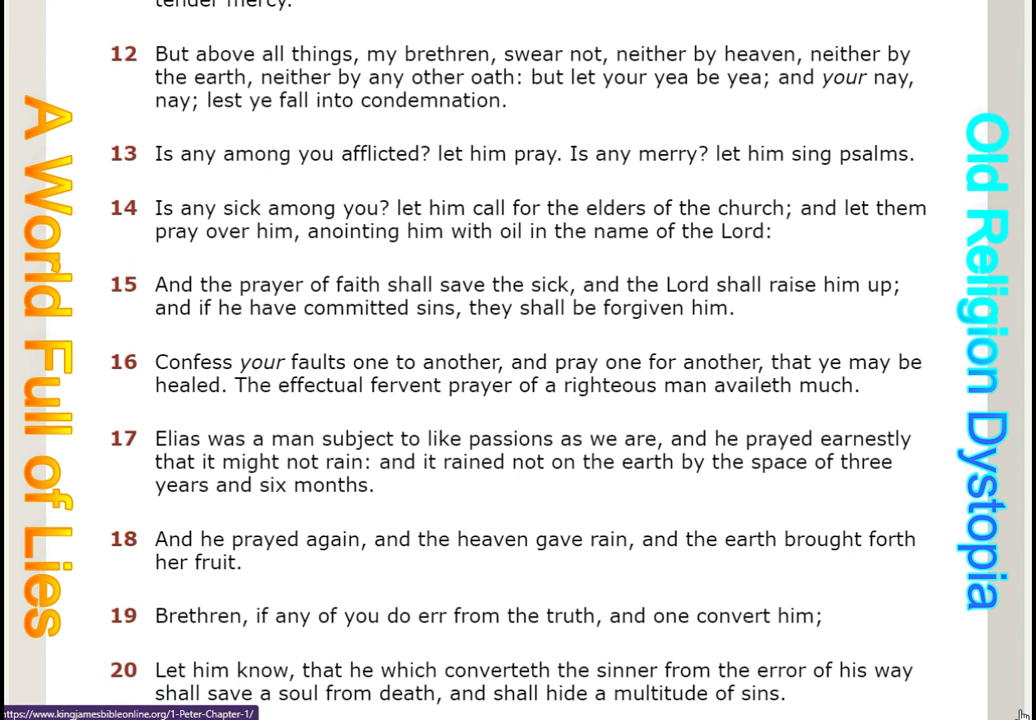 tender mercy.
12 But above all things, my brethren, swear not, neither by heaven, neither by
the earth, neither by any other oath: but let your yea be yea; and your nay,
nay; lest ye fall into condemnation.
13 Is any among you afflicted? let him pray. Is any merry? let him sing psalms.
14 Is any sick among you? let him call for the elders of the church; and let them
pray over him, anointing him with oil in the name of the Lord:
15 And the prayer of faith shall save the sick, and the Lord shall raise him up;
and if he have committed sins, they shall be forgiven him.
16 Confess your faults one to another, and pray one for another, that ye may be
healed. The effectual fervent prayer of a righteous man availeth much.
17 Elias was a man subject to like passions as we are, and he prayed earnestly
that it might not rain: and it rained not on the earth by the space of three
years and six months.
18 And he prayed again, and the heaven gave rain, and the earth brought forth
her fruit.
19 Brethren, if any of you do err from the truth, and one convert him;
20 Let him know, that he which converteth the sinner from the error of his way
shall save a soul from death, and shall hide a multitude of sins.
A World Full of Lies
Old Religion Dystopia
https://www.kingjamesbibleonline.org/1-Peter-Chapter-1/